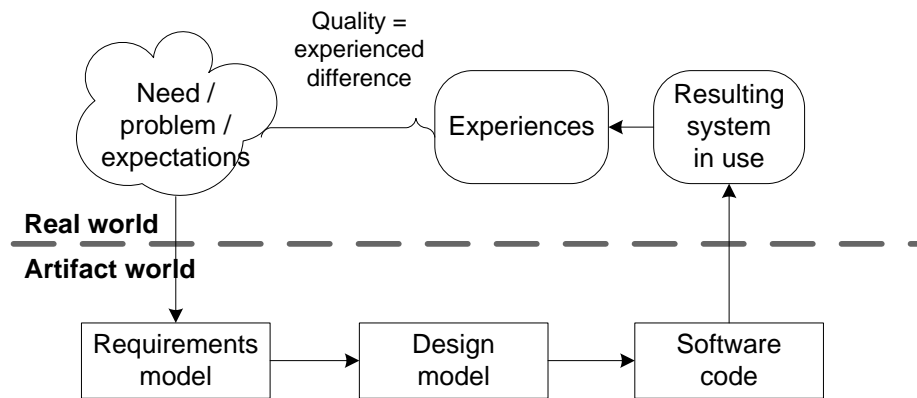 Quality =
experienced
difference
Need /
problem /
expectations
Experiences
Resulting
system
in use
Real world
Artifact world
Requirements
model
Design
model
Software
code